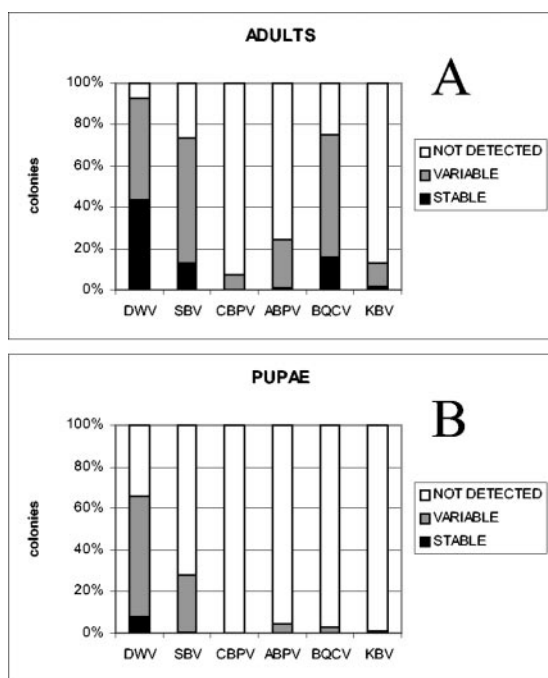 ADULTS
A
100%
80%
60%
40%
20%
0%
colonies
DWV SBV CBPV ABPV BQCV KBV
NOT DETECTED
VARIABLE
STABLE
PUPAE
B
100%
80%
60%
40%
20%
0%
colonies
DWV SBV CBPV ABPV BQCV KBV
NOT DETECTED
VARIABLE
STABLE